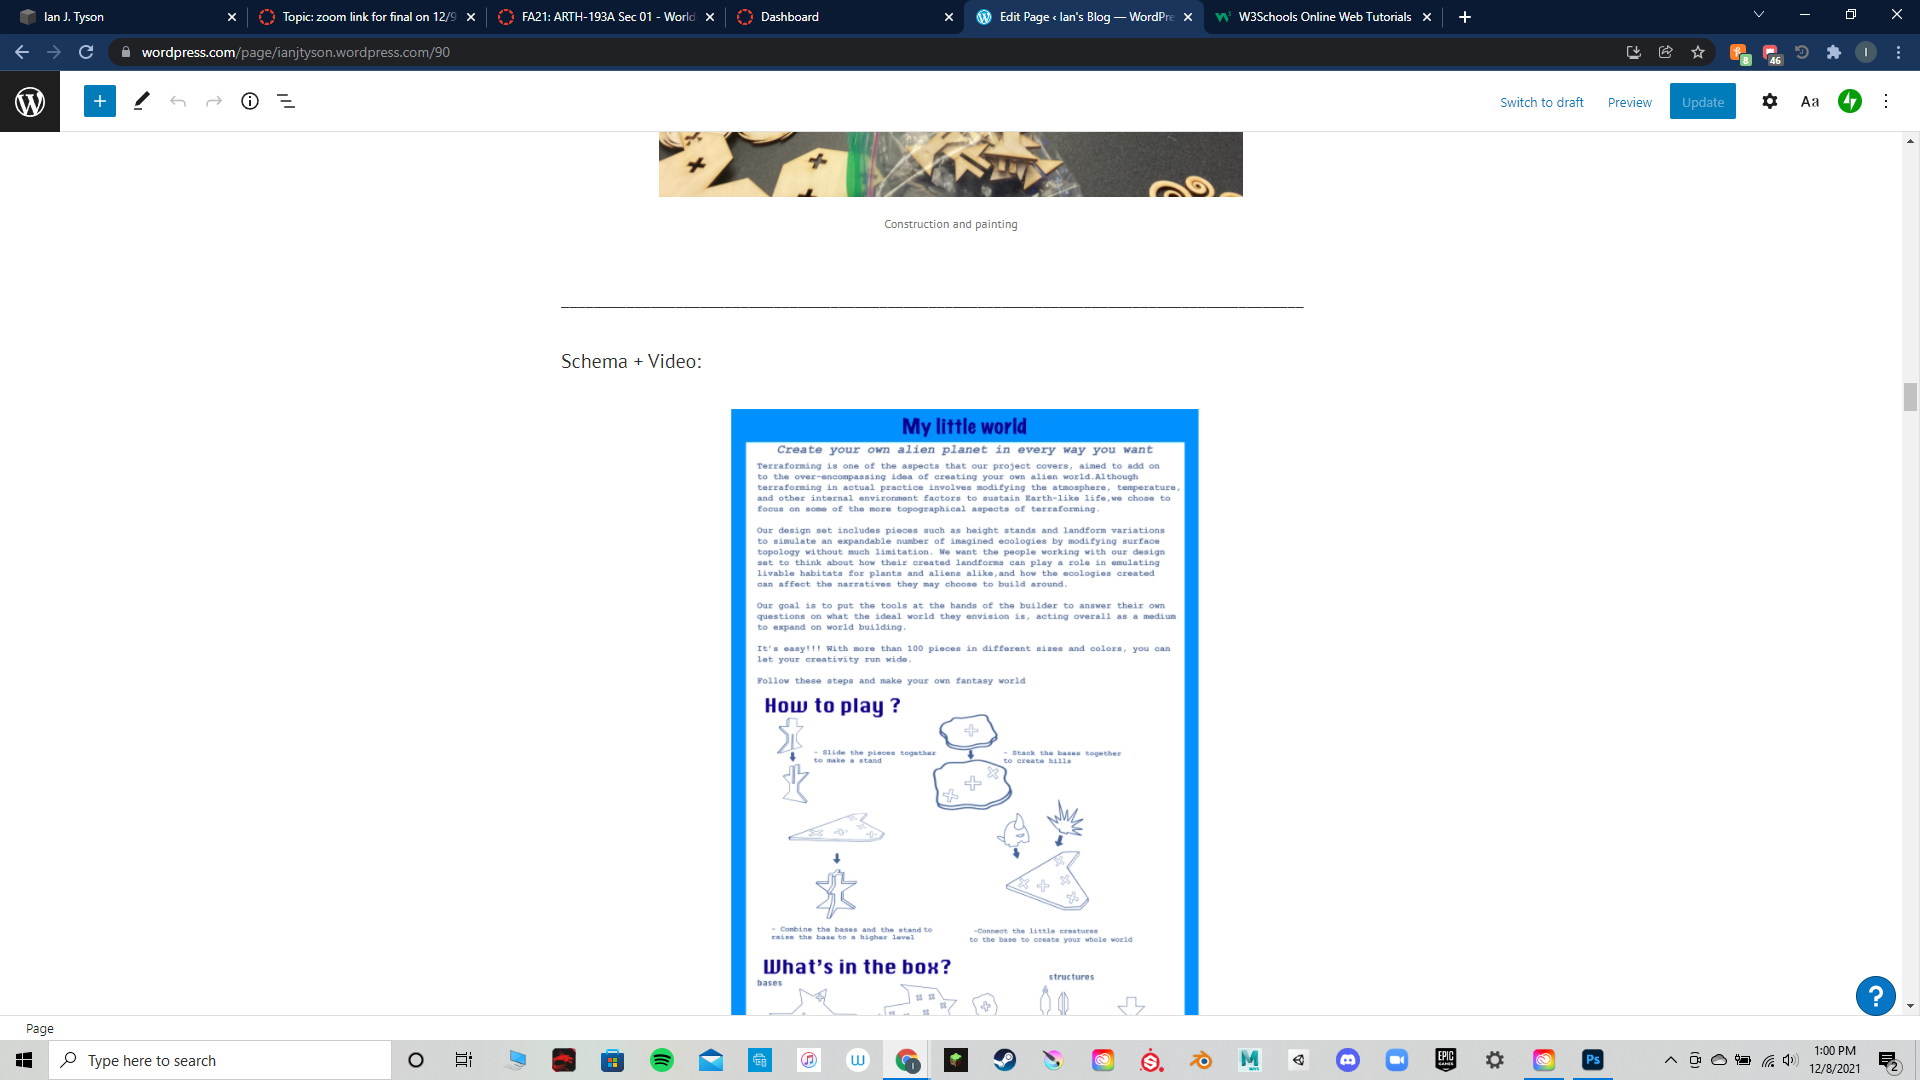 Ian J. Tyson
Topic: zoom link for final on 12/9
FA21: ARTH-193A Sec 01 - World
Dashboard
Edit Page ‹ Ian's Blog — WordPre
W3Schools Online Web Tutorials
wordpress.com/page/ianjtyson.wordpress.com/90
8
46
I
Switch to draft
Preview
Update
Aa
Construction and painting
Schema + Video:
My little world
Create your own alien planet in every way you want
Terraforming is one of the aspects that our project covers, aimed to add on
to the over-encompassing idea of creating your own alien world.Although
terraforming in actual practice involves modifying the atmosphere, temperature,
and other internal environment factors to sustain Earth-like life,we chose to
focus on some of the more topographical aspects of terraforming.
Our design set includes pieces such as height stands and landform variations
to simulate an expandable number of imagined ecologies by modifying surface
topology without much limitation. We want the people working with our design
set to think about how their created landforms can play a role in emulating
livable habitats for plants and aliens alike,and how the ecologies created
can affect the narratives they may choose to build around.
Our goal is to put the tools at the hands of the builder to answer their own
questions on what the ideal world they envision is, acting overall as a medium
to expand on world building.
It's easy!!! With more than 100 pieces in different sizes and colors, you can
let your creativity run wide.
Follow these steps and make your own fantasy world
How to play ?
- Slide the pieces together
to make a stand
- Stack the bases together
to create hills
- Combine the bases and the stand to
raise the base to a higher level
-Connect the little creatures
to the base to create your whole world
What's in the box?
bases
structures
?
Page
Type here to search
W
I
M
EPIC
GAMES
Ps
1:00 PM
12/8/2021
2